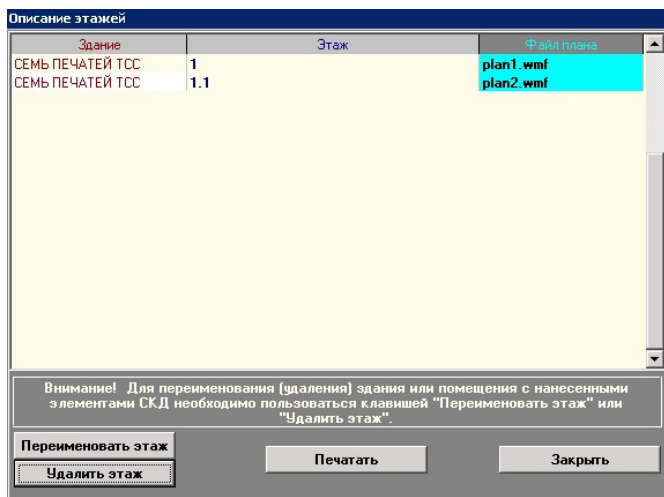 Описание этажей
Здание Этаж Файл плана
СЕМЬ ПЕЧАТЕЙ ТСС 1 plan1.wmf
СЕМЬ ПЕЧАТЕЙ ТСС 1.1 plan2.wmf
Внимание! Для переименования (удаления) здания или помещения с нанесенными
элементами СКД необходимо пользоваться клавишей "Переименовать этаж" или
"Удалить этаж".
Переименовать этаж
Удалить этаж
Печатать
Закрыть